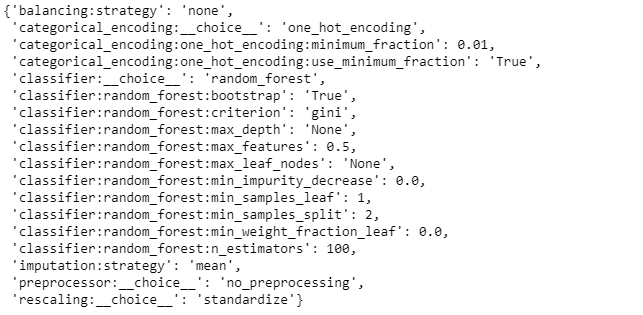 {'balancing:strategy': 'none',
 'categorical_encoding:__choice__': 'one_hot_encoding',
 'categorical_encoding:one_hot_encoding:minimum_fraction': 0.01,
 'categorical_encoding:one_hot_encoding:use_minimum_fraction': 'True',
 'classifier:__choice__': 'random_forest',
 'classifier:random_forest:bootstrap': 'True',
 'classifier:random_forest:criterion': 'gini',
 'classifier:random_forest:max_depth': 'None',
 'classifier:random_forest:max_features': 0.5,
 'classifier:random_forest:max_leaf_nodes': 'None',
 'classifier:random_forest:min_impurity_decrease': 0.0,
 'classifier:random_forest:min_samples_leaf': 1,
 'classifier:random_forest:min_samples_split': 2,
 'classifier:random_forest:min_weight_fraction_leaf': 0.0,
 'classifier:random_forest:n_estimators': 100,
 'imputation:strategy': 'mean',
 'preprocessor:__choice__': 'no_preprocessing',
 'rescaling:__choice__': 'standardize'}